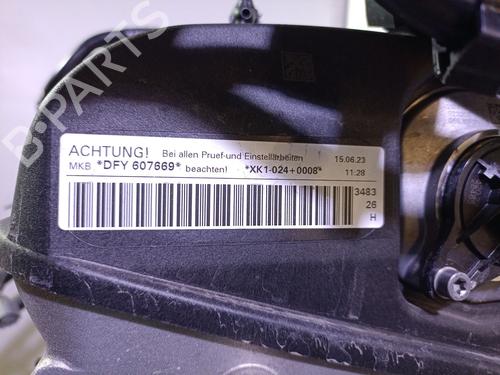 B-PARTS
ACHTUNG! Bei allen Pruef-und Einstellarbeiten 15.06.23
MKB *DFY 607669* beachten! *XK1-024+0008* 11:28
3483
26
H